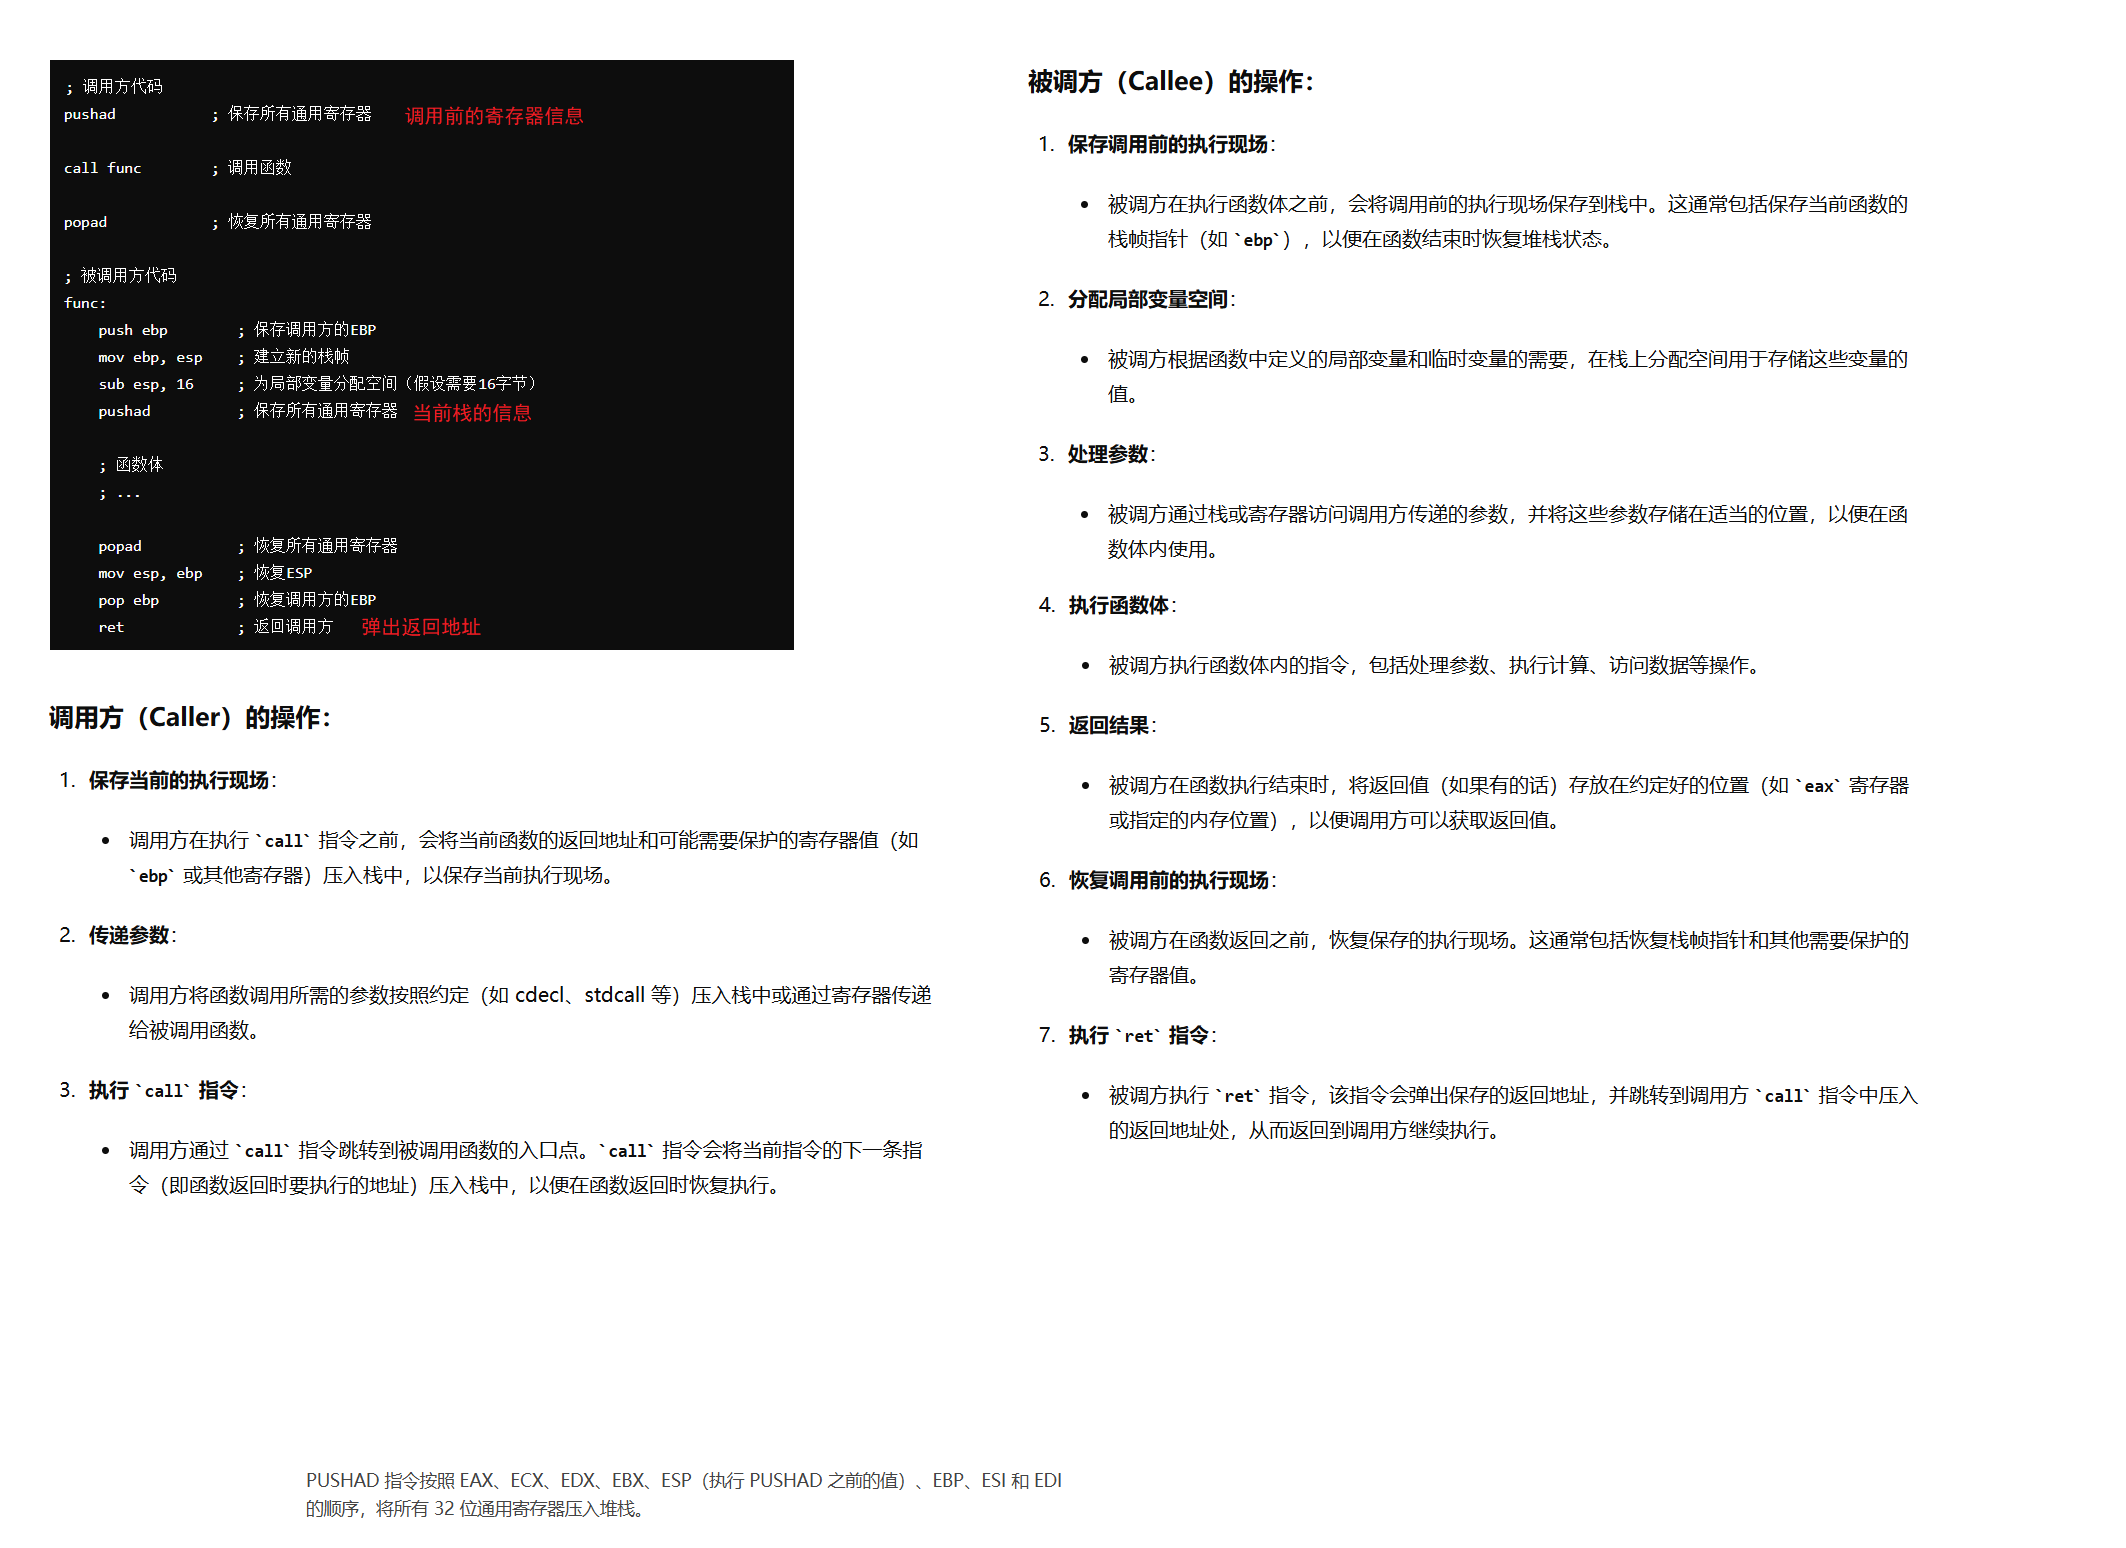 ; 调用方代码
pushad ; 保存所有通用寄存器 调用前的寄存器信息
call func ; 调用函数
popad ; 恢复所有通用寄存器
; 被调用方代码
func:
push ebp ; 保存调用方的EBP
mov ebp, esp ; 建立新的栈帧
sub esp, 16 ; 为局部变量分配空间（假设需要16字节）
pushad ; 保存所有通用寄存器 当前栈的信息
; 函数体
; ...
popad ; 恢复所有通用寄存器
mov esp, ebp ; 恢复ESP
pop ebp ; 恢复调用方的EBP
ret ; 返回调用方 弹出返回地址
调用方（Caller）的操作：
1. 保存当前的执行现场：
• 调用方在执行 `call` 指令之前，会将当前函数的返回地址和可能需要保护的寄存器值（如
`ebp` 或其他寄存器）压入栈中，以保存当前执行现场。
2. 传递参数：
• 调用方将函数调用所需的参数按照约定（如 cdecl、stdcall 等）压入栈中或通过寄存器传递
给被调用函数。
3. 执行 `call` 指令：
• 调用方通过 `call` 指令跳转到被调用函数的入口点。`call` 指令会将当前指令的下一条指
令（即函数返回时要执行的地址）压入栈中，以便在函数返回时恢复执行。
被调方（Callee）的操作：
1. 保存调用前的执行现场：
• 被调方在执行函数体之前，会将调用前的执行现场保存到栈中。这通常包括保存当前函数的
栈帧指针（如 `ebp`），以便在函数结束时恢复堆栈状态。
2. 分配局部变量空间：
• 被调方根据函数中定义的局部变量和临时变量的需要，在栈上分配空间用于存储这些变量的
值。
3. 处理参数：
• 被调方通过栈或寄存器访问调用方传递的参数，并将这些参数存储在适当的位置，以便在函
数体内使用。
4. 执行函数体：
• 被调方执行函数体内的指令，包括处理参数、执行计算、访问数据等操作。
5. 返回结果：
• 被调方在函数执行结束时，将返回值（如果有的话）存放在约定好的位置（如 `eax` 寄存器
或指定的内存位置），以便调用方可以获取返回值。
6. 恢复调用前的执行现场：
• 被调方在函数返回之前，恢复保存的执行现场。这通常包括恢复栈帧指针和其他需要保护的
寄存器值。
7. 执行 `ret` 指令：
• 被调方执行 `ret` 指令，该指令会弹出保存的返回地址，并跳转到调用方 `call` 指令中压入
的返回地址处，从而返回到调用方继续执行。
PUSHAD 指令按照 EAX、ECX、EDX、EBX、ESP（执行 PUSHAD 之前的值）、EBP、ESI 和 EDI
的顺序，将所有 32 位通用寄存器压入堆栈。